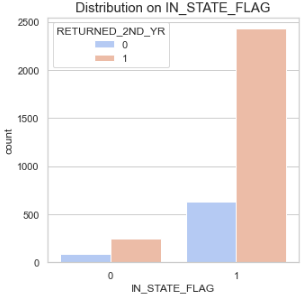 Distribution on IN_STATE_FLAG
RETURNED_2ND_YR
0
1
2500
2000
1500
1000
500
0
count
0 1
IN_STATE_FLAG